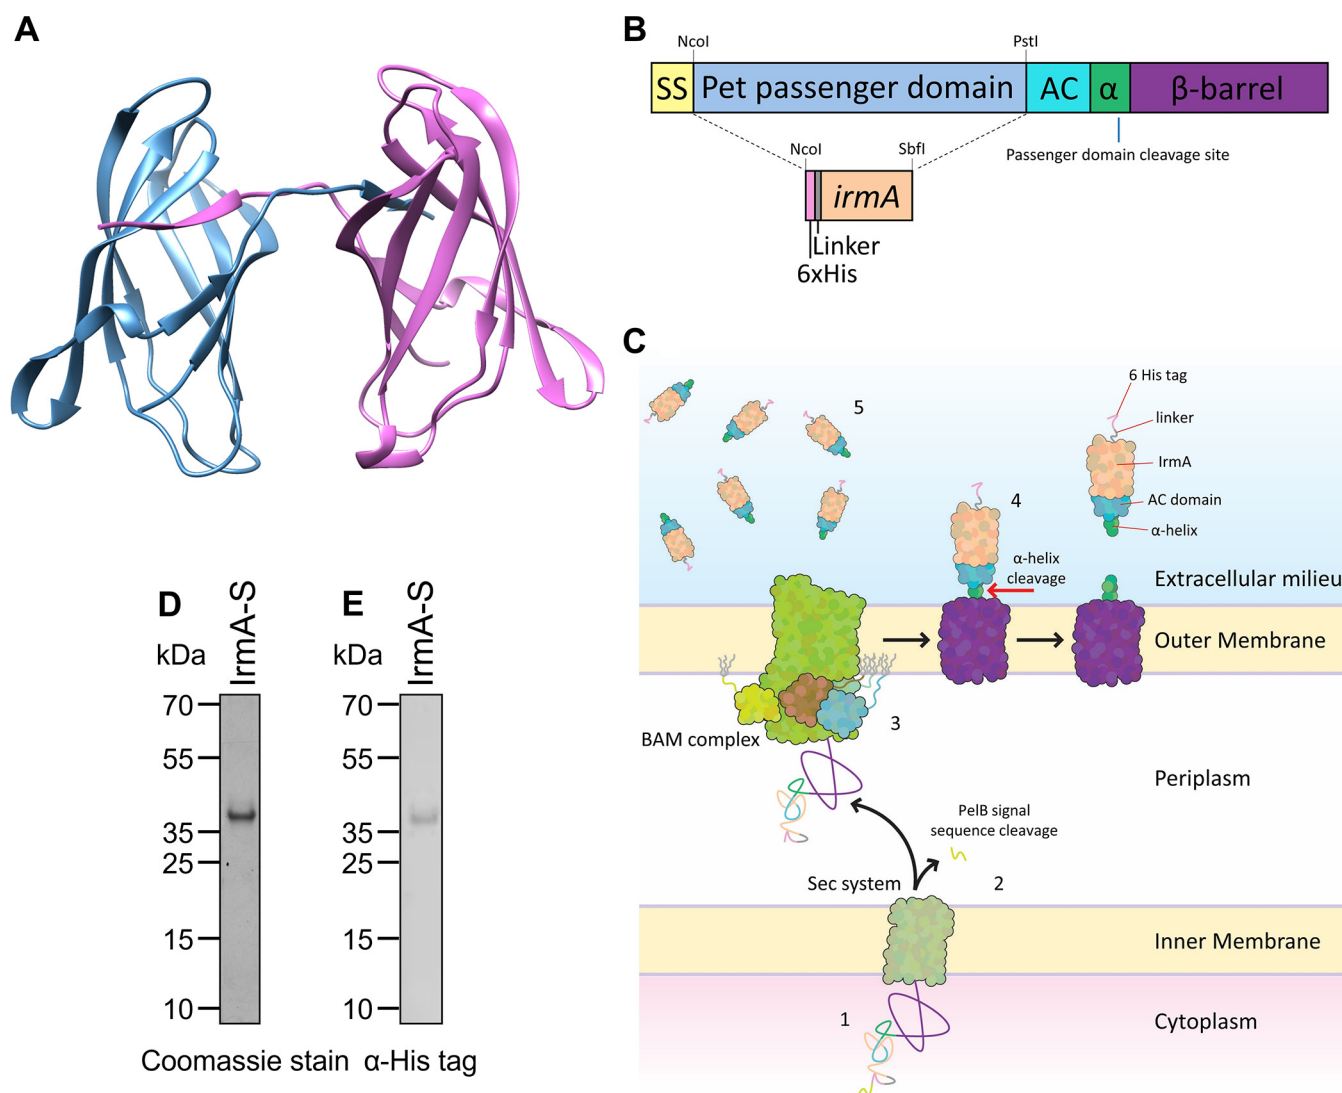 A
B
NcoI
PstI
SS
Pet passenger domain
AC
α
β-barrel
Passenger domain cleavage site
NcoI
SbfI
irmA
Linker
6xHis
C
6 His tag
linker
IrmA
AC domain
α-helix
5
4
α-helix
cleavage
Extracellular milieu
Outer Membrane
3
BAM complex
Periplasm
PelB signal
sequence cleavage
Sec system
2
Inner Membrane
1
Cytoplasm
D
kDa
IrmA-S
70
55
35
25
15
10
Coomassie stain
E
kDa
IrmA-S
70
55
35
25
15
10
α-His tag